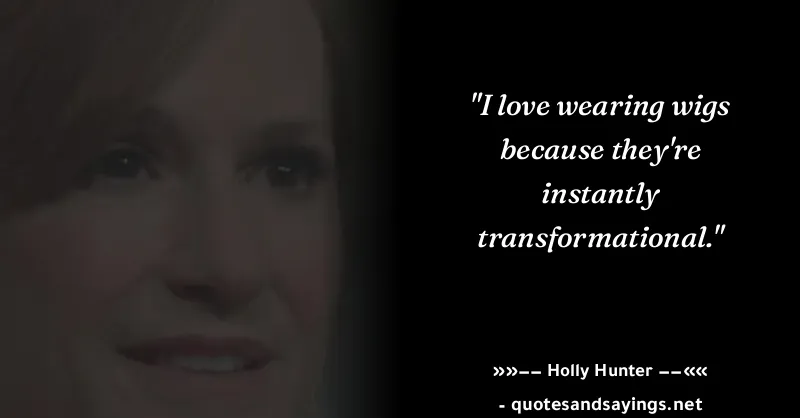 "I love wearing wigs
because they're
instantly
transformational."
»»–– Holly Hunter ––««
- quotesandsayings.net